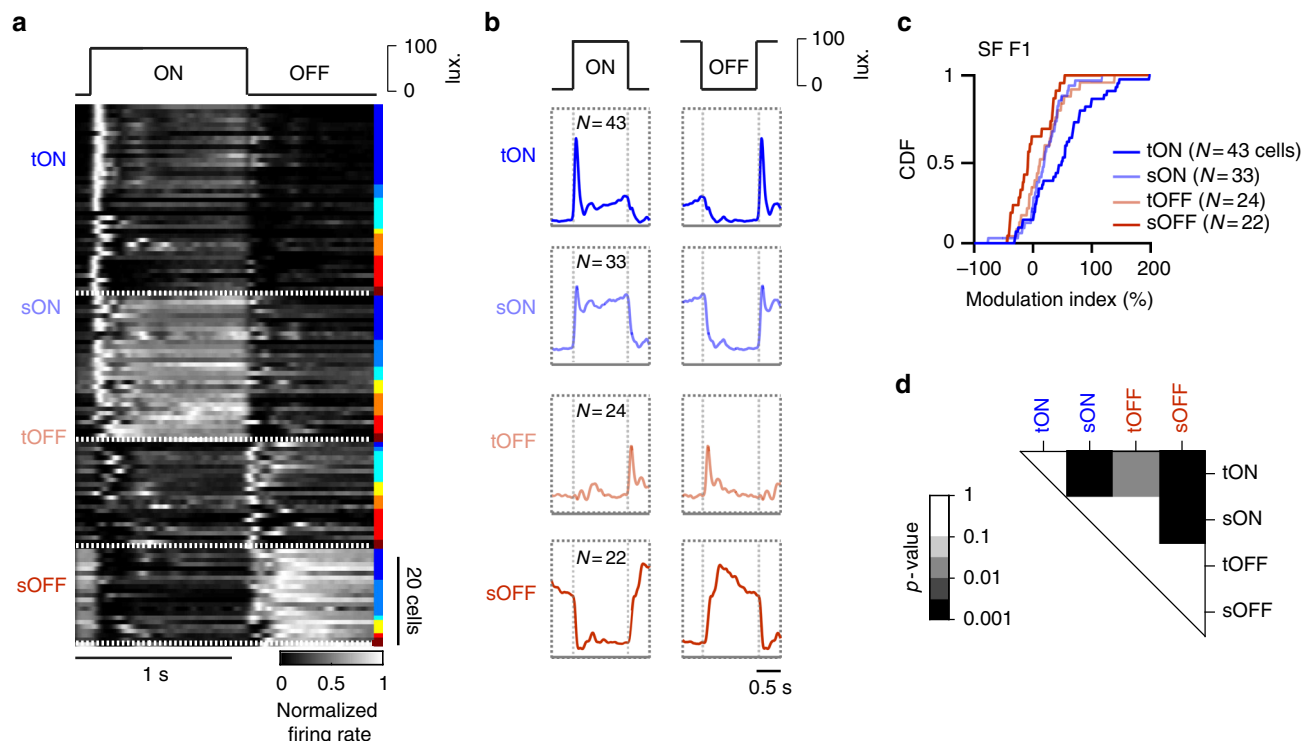 a
ON
OFF
100
0
lux.
tON
sON
tOFF
sOFF
20 cells
1 s
0 0.5 1
Normalized
firing rate
b
ON
OFF
100
0
lux.
tON
N = 43
sON
N = 33
tOFF
N = 24
sOFF
N = 22
0.5 s
c
SF F1
1
0.5
0
CDF
–100 0 100 200
Modulation index (%)
tON (N = 43 cells)
sON (N = 33)
tOFF (N = 24)
sOFF (N = 22)
d
tON
sON
tOFF
sOFF
tON
sON
tOFF
sOFF
1
0.1
0.01
0.001
p-value